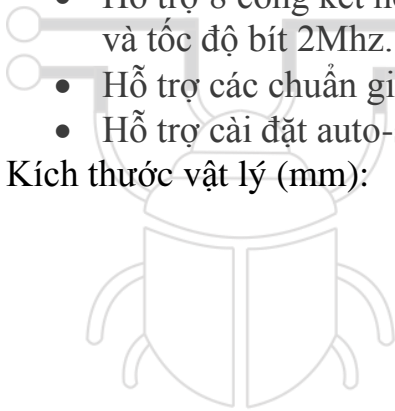 • Hỗ trợ 8 cổng kết
và tốc độ bít 2Mhz.
• Hỗ trợ các chuẩn
• Hỗ trợ cài đặt auto-
Kích thước vật lý (mm):